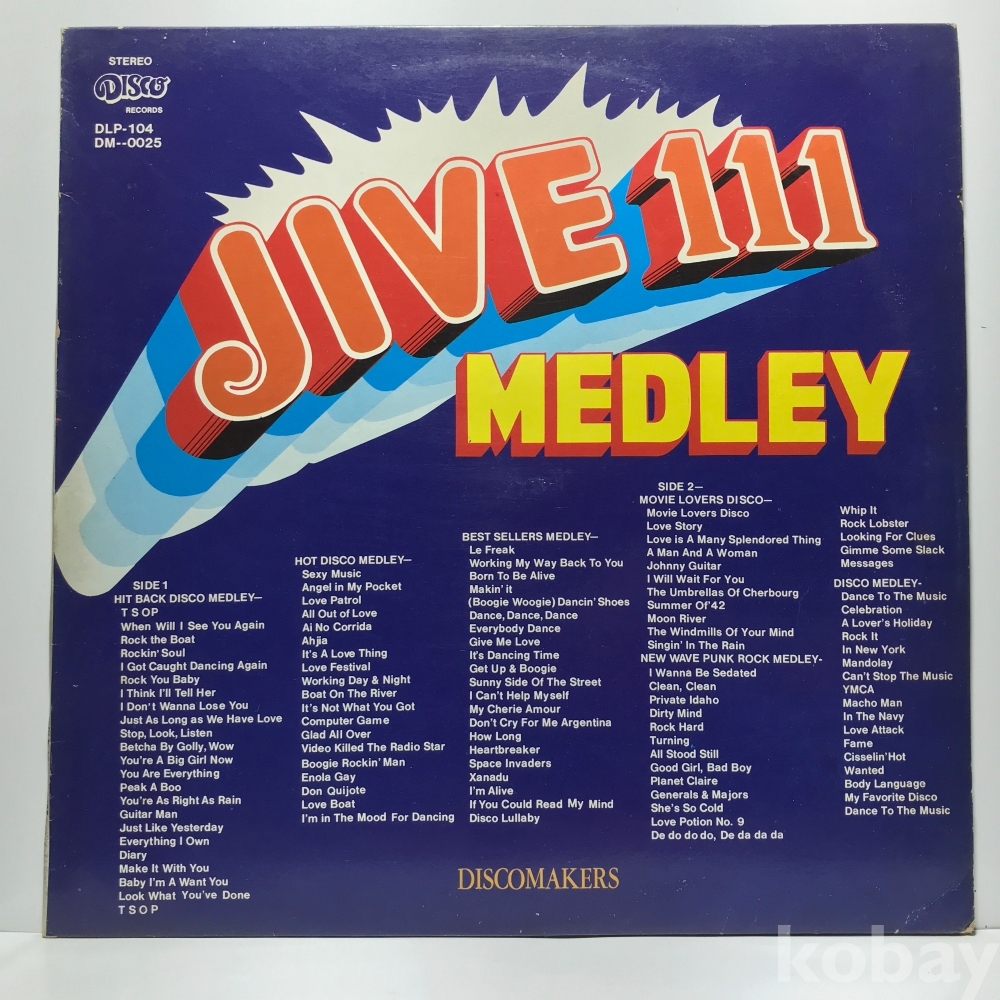 STEREO
DISCO
RECORDS
DLP-104
DM--0025
JIVE 111
MEDLEY
SIDE 1
HIT BACK DISCO MEDLEY—
T S O P
When Will I See You Again
Rock the Boat
Rockin' Soul
I Got Caught Dancing Again
Rock You Baby
I Think I'll Tell Her
I Don't Wanna Lose You
Just As Long as We Have Love
Stop, Look, Listen
Betcha By Golly, Wow
You're A Big Girl Now
You Are Everything
Peak A Boo
You're As Right As Rain
Guitar Man
Just Like Yesterday
Everything I Own
Diary
Make It With You
Baby I'm A Want You
Look What You've Done
T S O P
HOT DISCO MEDLEY—
Sexy Music
Angel in My Pocket
Love Patrol
All Out of Love
Ai No Corrida
Ahjia
It's A Love Thing
Love Festival
Working Day & Night
Boat On The River
It's Not What You Got
Computer Game
Glad All Over
Video Killed The Radio Star
Boogie Rockin' Man
Enola Gay
Don Quijote
Love Boat
I'm in The Mood For Dancing
BEST SELLERS MEDLEY—
Le Freak
Working My Way Back To You
Born To Be Alive
Makin' it
(Boogie Woogie) Dancin' Shoes
Dance, Dance, Dance
Everybody Dance
Give Me Love
It's Dancing Time
Get Up & Boogie
Sunny Side Of The Street
I Can't Help Myself
My Cherie Amour
Don't Cry For Me Argentina
How Long
Heartbreaker
Space Invaders
Xanadu
I'm Alive
If You Could Read My Mind
Disco Lullaby
SIDE 2—
MOVIE LOVERS DISCO—
Movie Lovers Disco
Love Story
Love is A Many Splendored Thing
A Man And A Woman
Johnny Guitar
I Will Wait For You
The Umbrellas Of Cherbourg
Summer Of'42
Moon River
The Windmills Of Your Mind
Singin' In The Rain
NEW WAVE PUNK ROCK MEDLEY-
I Wanna Be Sedated
Clean, Clean
Private Idaho
Dirty Mind
Rock Hard
Turning
All Stood Still
Good Girl, Bad Boy
Planet Claire
Generals & Majors
She's So Cold
Love Potion No. 9
De do do do, De da da da
Whip It
Rock Lobster
Looking For Clues
Gimme Some Slack
Messages
DISCO MEDLEY-
Dance To The Music
Celebration
A Lover's Holiday
Rock It
In New York
Mandolay
Can't Stop The Music
YMCA
Macho Man
In The Navy
Love Attack
Fame
Cisselin'Hot
Wanted
Body Language
My Favorite Disco
Dance To The Music
DISCOMAKERS
kobay